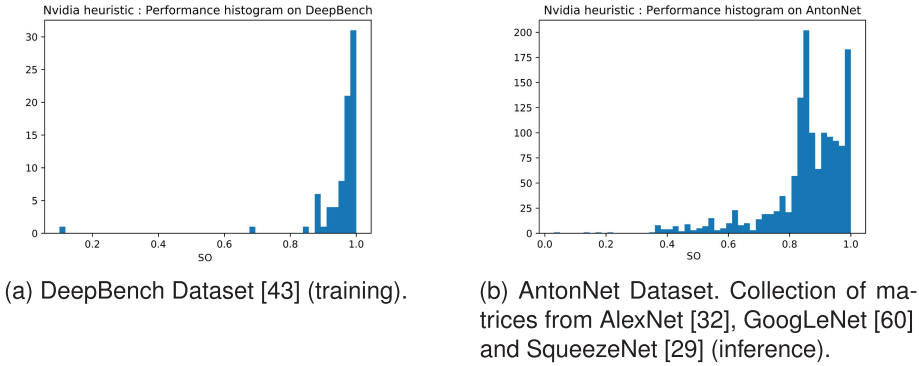 Nvidia heuristic : Performance histogram on DeepBench
30
25
20
15
10
5
0
0.2 0.4 0.6 0.8 1.0
SO
(a) DeepBench Dataset [43] (training).
Nvidia heuristic : Performance histogram on AntonNet
200
175
150
125
100
75
50
25
0
0.0 0.2 0.4 0.6 0.8 1.0
SO
(b) AntonNet Dataset. Collection of ma-
trices from AlexNet [32], GoogLeNet [60]
and SqueezeNet [29] (inference).